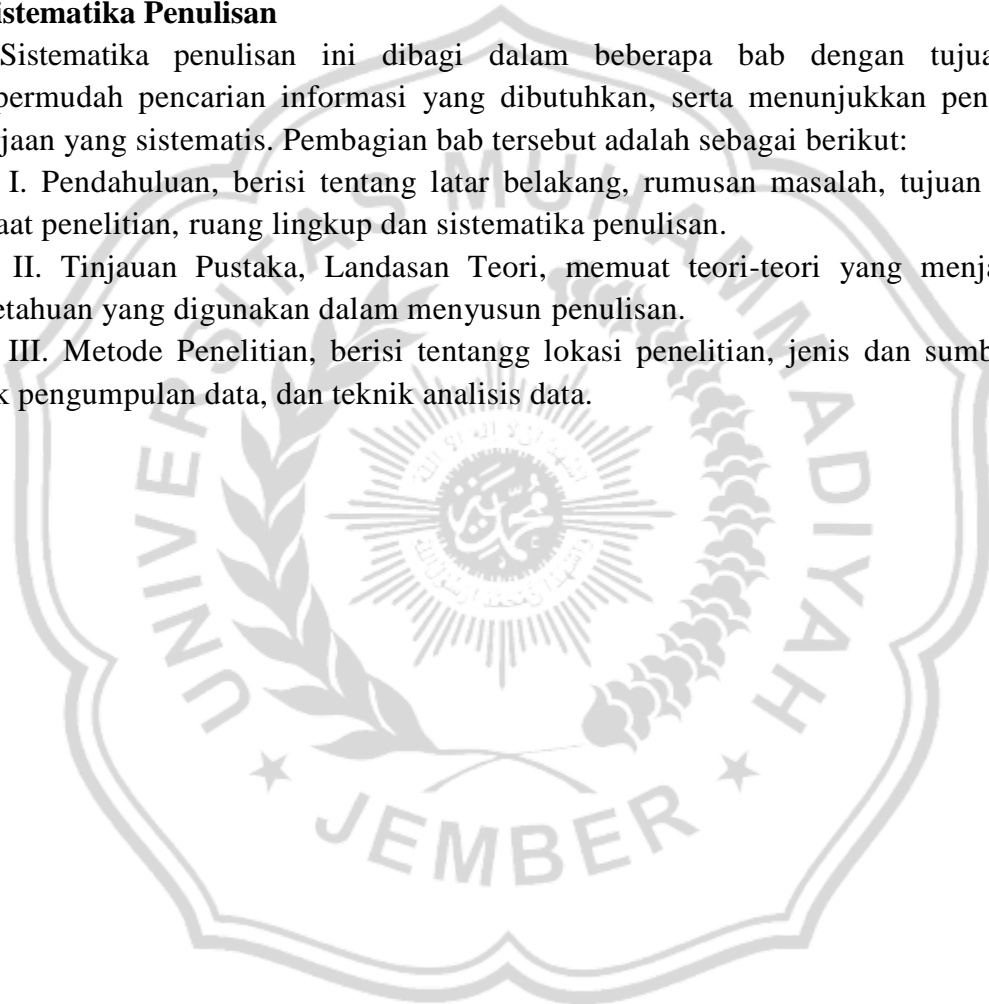 istematika Penulisan
Sistematika penulisan ini dibagi dalam beberapa bab dengan tujua
permudah pencarian informasi yang dibutuhkan, serta menunjukkan pen
jaan yang sistematis. Pembagian bab tersebut adalah sebagai berikut:
I. Pendahuluan, berisi tentang latar belakang, rumusan masalah, tujuan
aat penelitian, ruang lingkup dan sistematika penulisan.
II. Tinjauan Pustaka, Landasan Teori, memuat teori-teori yang menja
etahuan yang digunakan dalam menyusun penulisan.
III. Metode Penelitian, berisi tentangg lokasi penelitian, jenis dan sumb
k pengumpulan data, dan teknik analisis data.
UNIVERSITAS MUHAMMADIYAH
JEMBER